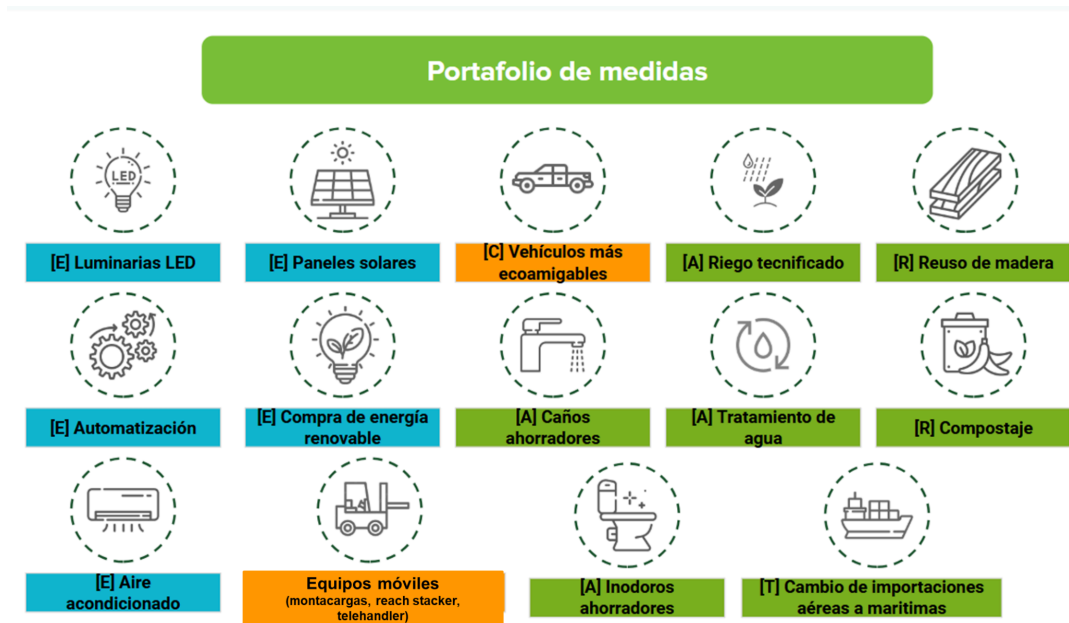 Portafolio de medidas
LED
[E] Luminarias LED
[E] Paneles solares
[C] Vehículos más
ecoamigables
[A] Riego tecnificado
[R] Reuso de madera
[E] Automatización
[E] Compra de energía
renovable
[A] Caños
ahorradores
[A] Tratamiento de
agua
[R] Compostaje
[E] Aire
acondicionado
Equipos móviles
(montacargas, reach stacker,
telehandler)
[A] Inodoros
ahorradores
[T] Cambio de importaciones
aéreas a maritimas